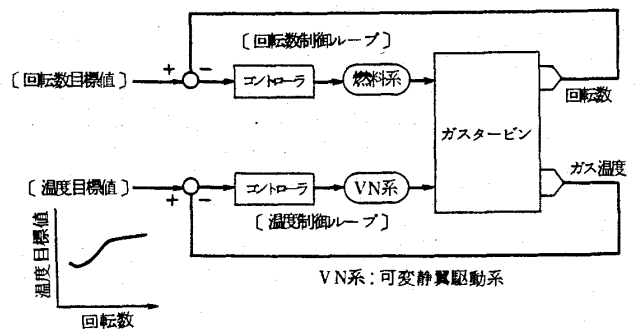 〔回転数制御ループ〕
〔回転数目標値〕
+
−
コントローラ
燃料系
ガスタービン
回転数
ガス温度
〔温度目標値〕
+
−
コントローラ
VN系
〔温度制御ループ〕
温度目標値
回転数
VN系:可変静翼駆動系